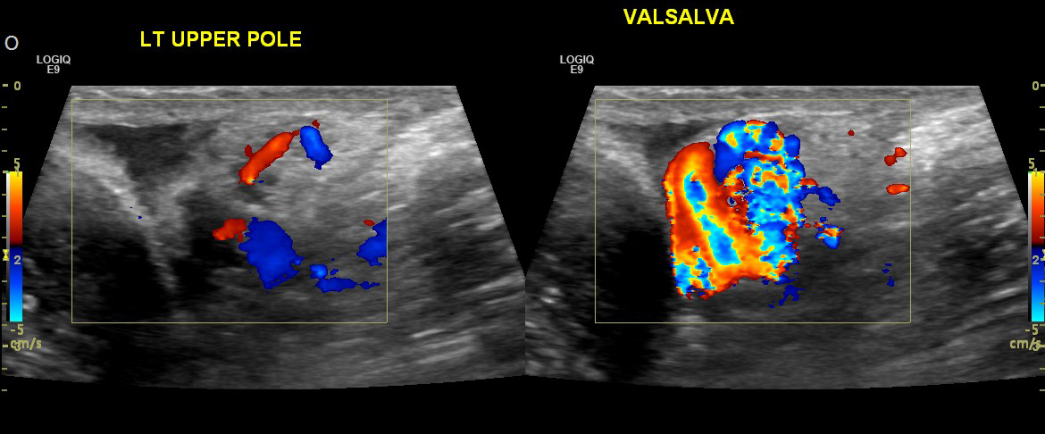 VALSALVA
O
LT UPPER POLE
LOGIQ
E9
LOGIQ
E9
0
0
5
5
2
2
-5
cm/s
-5
cm/s